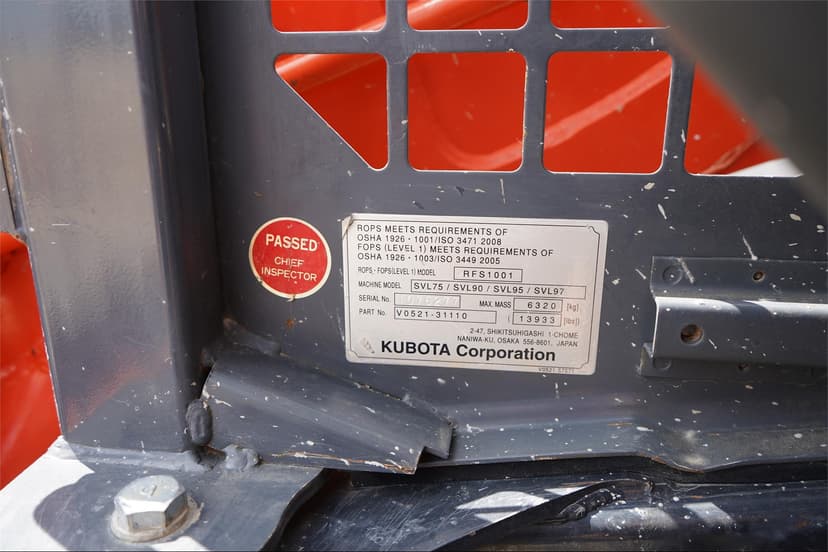 PASSED
CHIEF
INSPECTOR
ROPS MEETS REQUIREMENTS OF
OSHA 1926・1001/ISO 3471 2008
FOPS (LEVEL 1) MEETS REQUIREMENTS OF
OSHA 1926・1003/ISO 3449 2005
ROPS・FOPS(LEVEL 1) MODEL RFS1001
MACHINE MODEL SVL75 / SVL90 / SVL95 / SVL97
SERIAL No. MAX. MASS 6320 [kg]
PART No. V0521-31110 13933 [lbs]
2-47, SHIKITSUHIGASHI 1-CHOME
NANIWA-KU, OSAKA 556-8601, JAPAN
KUBOTA Corporation